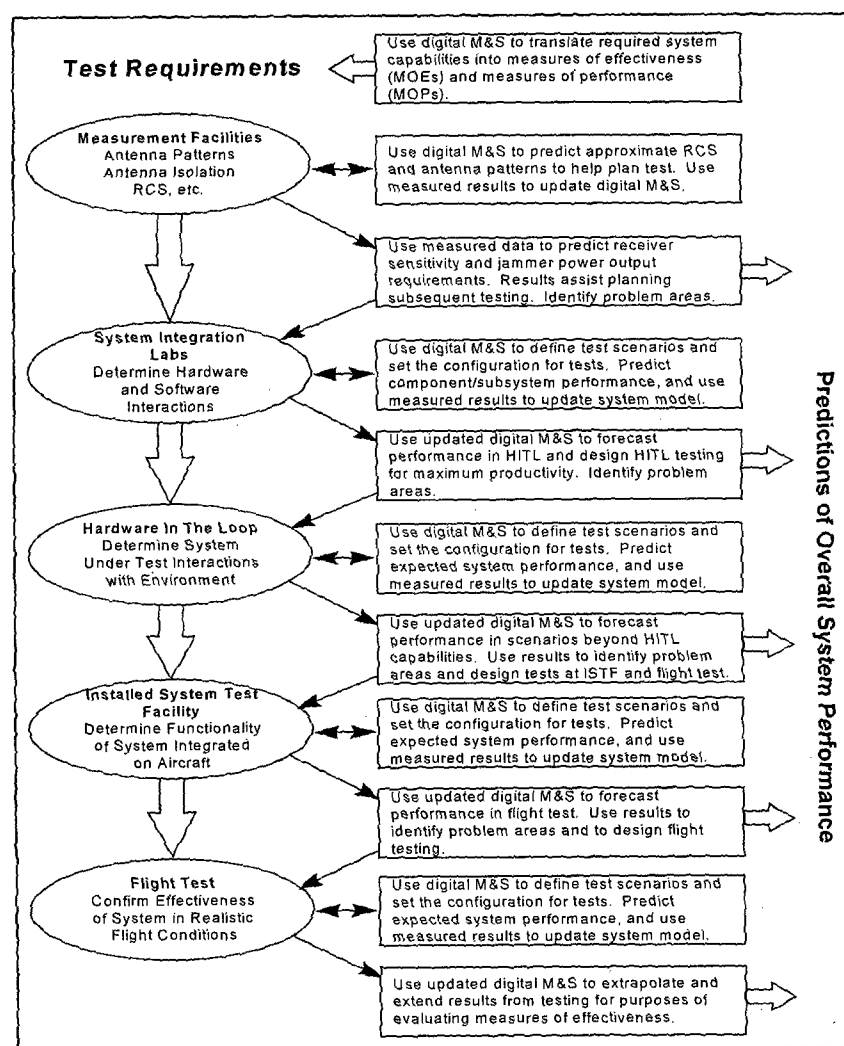 Test Requirements
Use digital M&S to translate required system
capabilities into measures of effectiveness
(MOEs) and measures of performance
(MOPs).
Measurement Facilities
Antenna Patterns
Antenna Isolation
RCS, etc.
Use digital M&S to predict approximate RCS
and antenna patterns to help plan test. Use
measured results to update digital M&S.
Use measured data to predict receiver
sensitivity and jammer power output
requirements. Results assist planning
subsequent testing. Identify problem areas.
System Integration
Labs
Determine Hardware
and Software
Interactions
Use digital M&S to define test scenarios and
set the configuration for tests. Predict
component/subsystem performance, and use
measured results to update system model.
Use updated digital M&S to forecast
performance in HITL and design HITL testing
for maximum productivity. Identify problem
areas.
Hardware In The Loop
Determine System
Under Test Interactions
with Environment
Use digital M&S to define test scenarios and
set the configuration for tests. Predict
expected system performance, and use
measured results to update system model.
Use updated digital M&S to forecast
performance in scenarios beyond HITL
capabilities. Use results to identify problem
areas and design tests at ISTF and flight test.
Installed System Test
Facility
Determine Functionality
of System Integrated
on Aircraft
Use digital M&S to define test scenarios and
set the configuration for tests. Predict
expected system performance, and use
measured results to update system model.
Use updated digital M&S to forecast
performance in flight test. Use results to
identify problem areas and to design flight
testing.
Flight Test
Confirm Effectiveness
of System in Realistic
Flight Conditions
Use digital M&S to define test scenarios and
set the configuration for tests. Predict
expected system performance, and use
measured results to update system model.
Use updated digital M&S to extrapolate and
extend results from testing for purposes of
evaluating measures of effectiveness.
Predictions of Overall System Performance